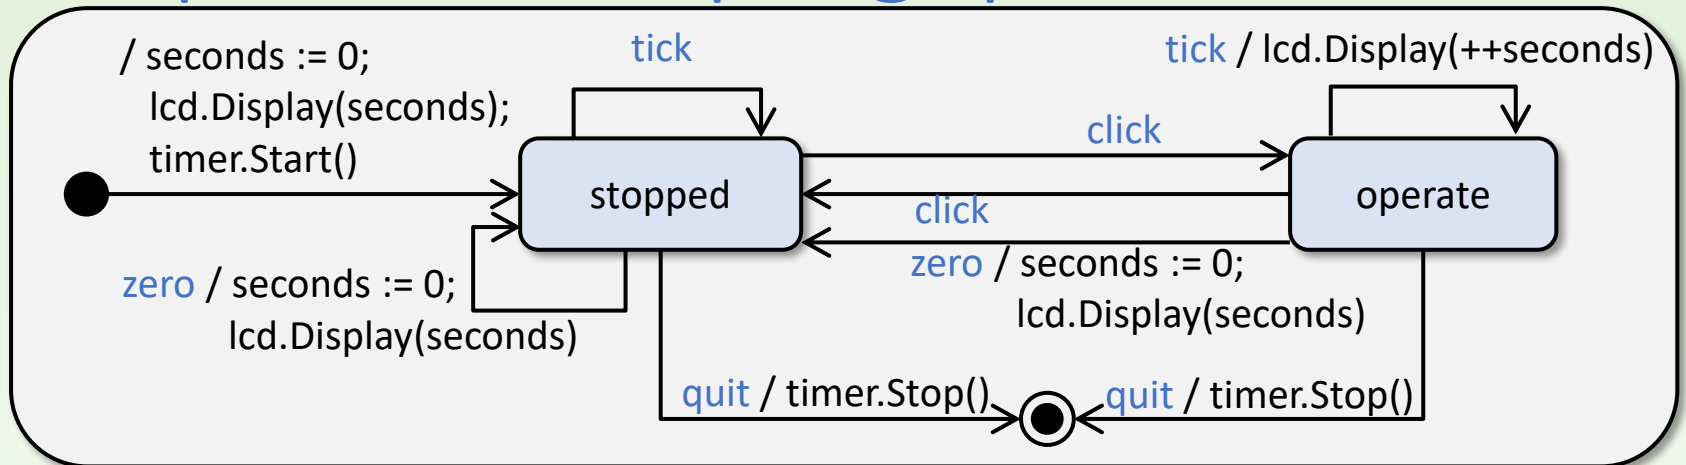 / seconds := 0;
lcd.Display(seconds);
timer.Start()
tick
tick / lcd.Display(++seconds)
click
stopped
operate
click
zero / seconds := 0;
lcd.Display(seconds)
zero / seconds := 0;
lcd.Display(seconds)
quit / timer.Stop()
quit / timer.Stop()